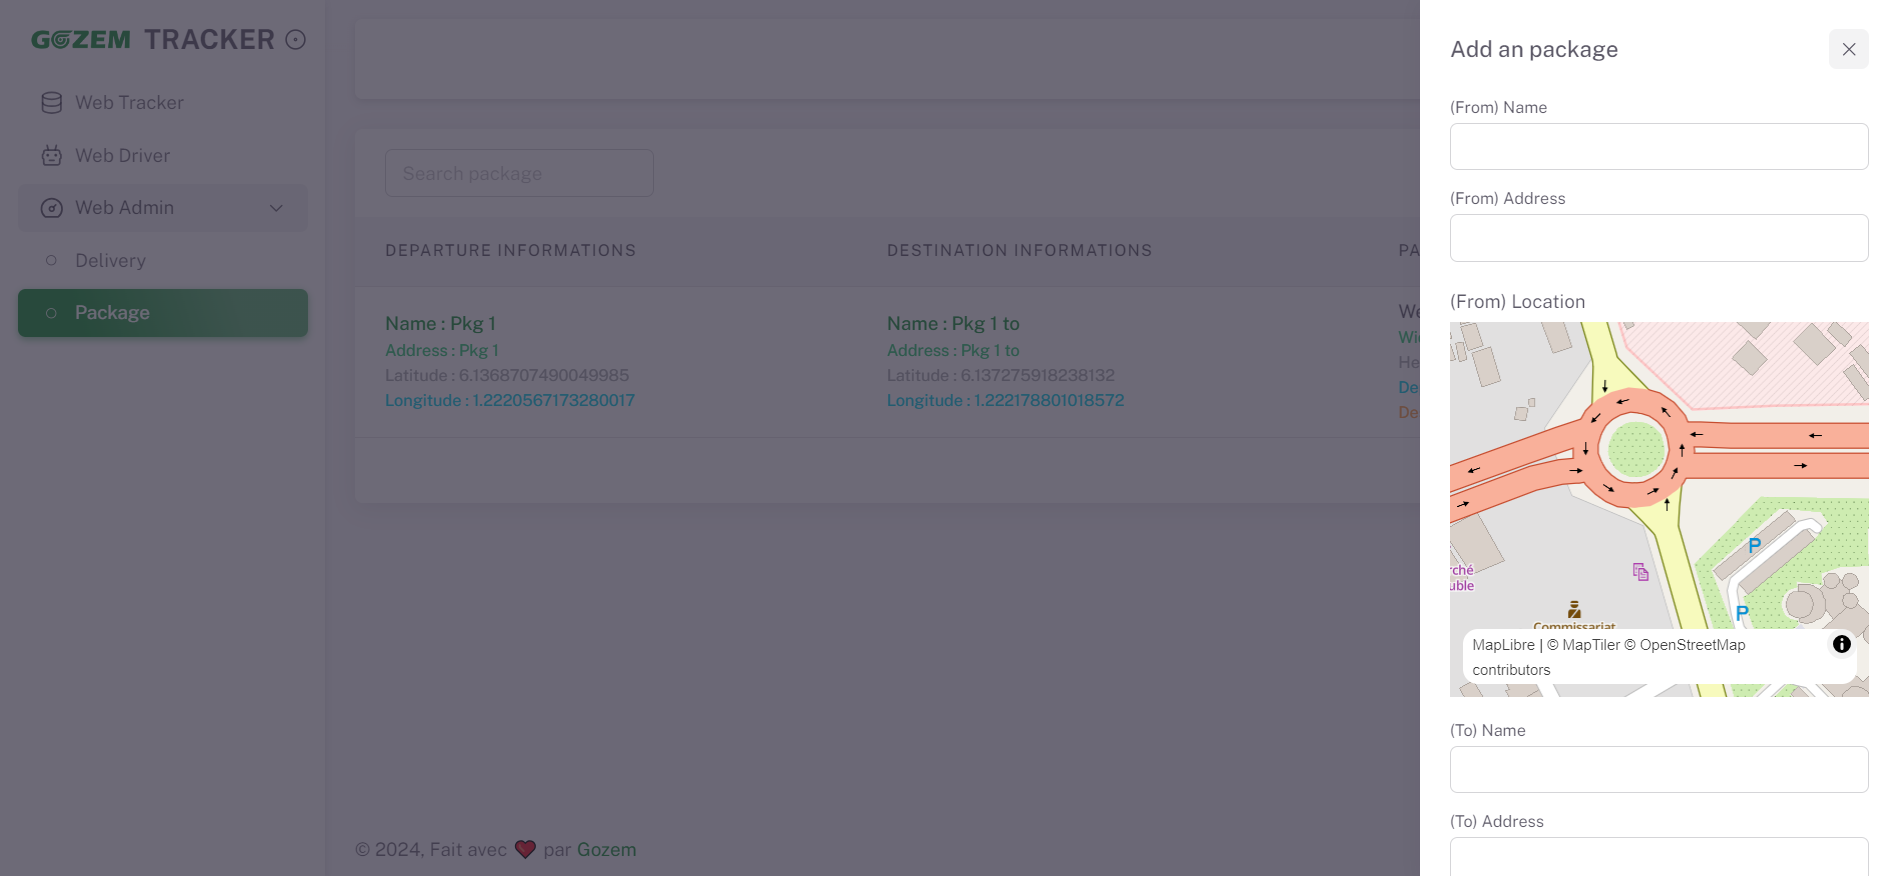 GOZEM TRACKER
Web Tracker
Web Driver
Web Admin
Delivery
Package
Search package
DEPARTURE INFORMATIONS
DESTINATION INFORMATIONS
PA
Name : Pkg 1
Address : Pkg 1
Latitude : 6.1368707490049985
Longitude : 1.2220567173280017
Name : Pkg 1 to
Address : Pkg 1 to
Latitude : 6.137275918238132
Longitude : 1.222178801018572
We
Wi
He
De
De
© 2024, Fait avec ❤️ par Gozem
Add an package
(From) Name
(From) Address
(From) Location
rché
uble
P
P
Commissariat
MapLibre | © MapTiler © OpenStreetMap
contributors
(To) Name
(To) Address